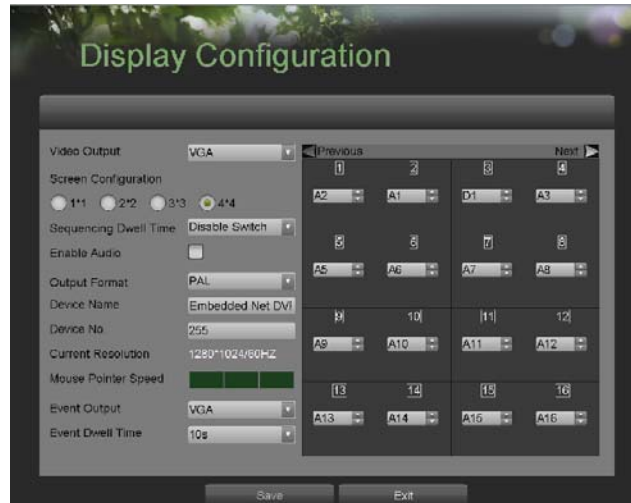 Display Configuration
Video Output VGA
Screen Configuration
1*1 2*2 3*3 4*4
Sequencing Dwell Time Disable Switch
Enable Audio
Output Format PAL
Device Name Embedded Net DVR
Device No. 255
Current Resolution 1280*1024/60HZ
Mouse Pointer Speed
Event Output VGA
Event Dwell Time 10s
Previous Next
1 2 3 4
A2 A1 D1 A3
5 6 7 8
A5 A6 A7 A8
9 10 11 12
A9 A10 A11 A12
13 14 15 16
A13 A14 A15 A16
Save Exit